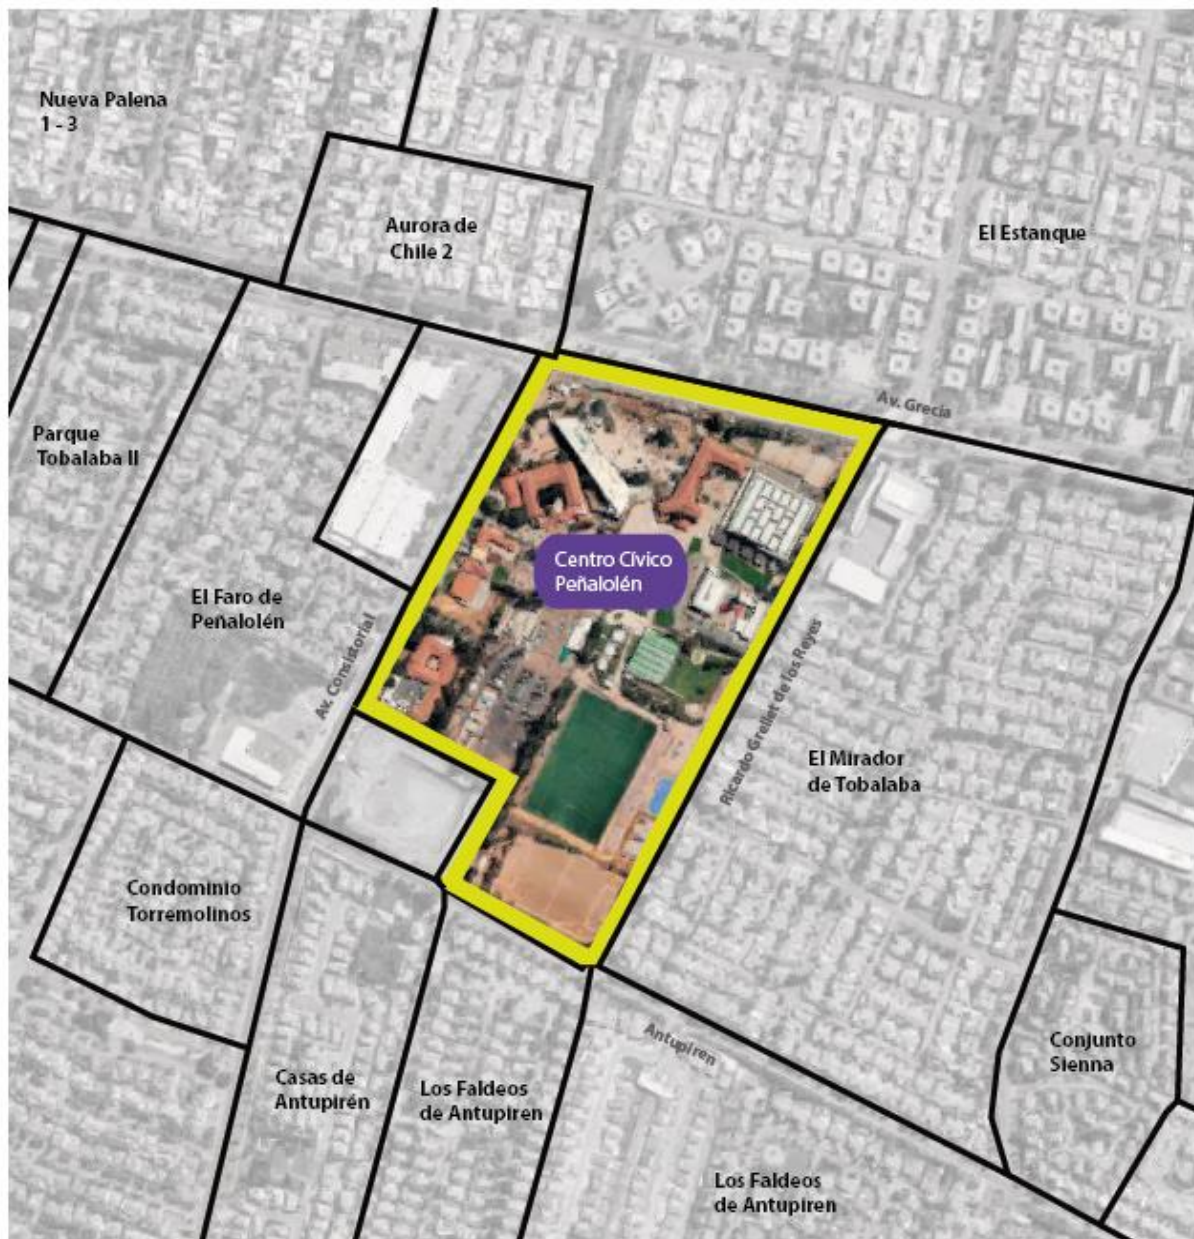 Nueva Palena
1 - 3
Aurora de
Chile 2
El Estanque
Av. Grecia
Parque
Tobalaba II
Centro Cívico
Peñalolén
El Faro de
Peñalolén
Av. Consistorial
Ricardo Grellet de los Reyes
El Mirador
de Tobalaba
Condominio
Torremolinos
Antupiren
Conjunto
Sienna
Casas de
Antupirén
Los Faldeos
de Antupiren
Los Faldeos
de Antupiren